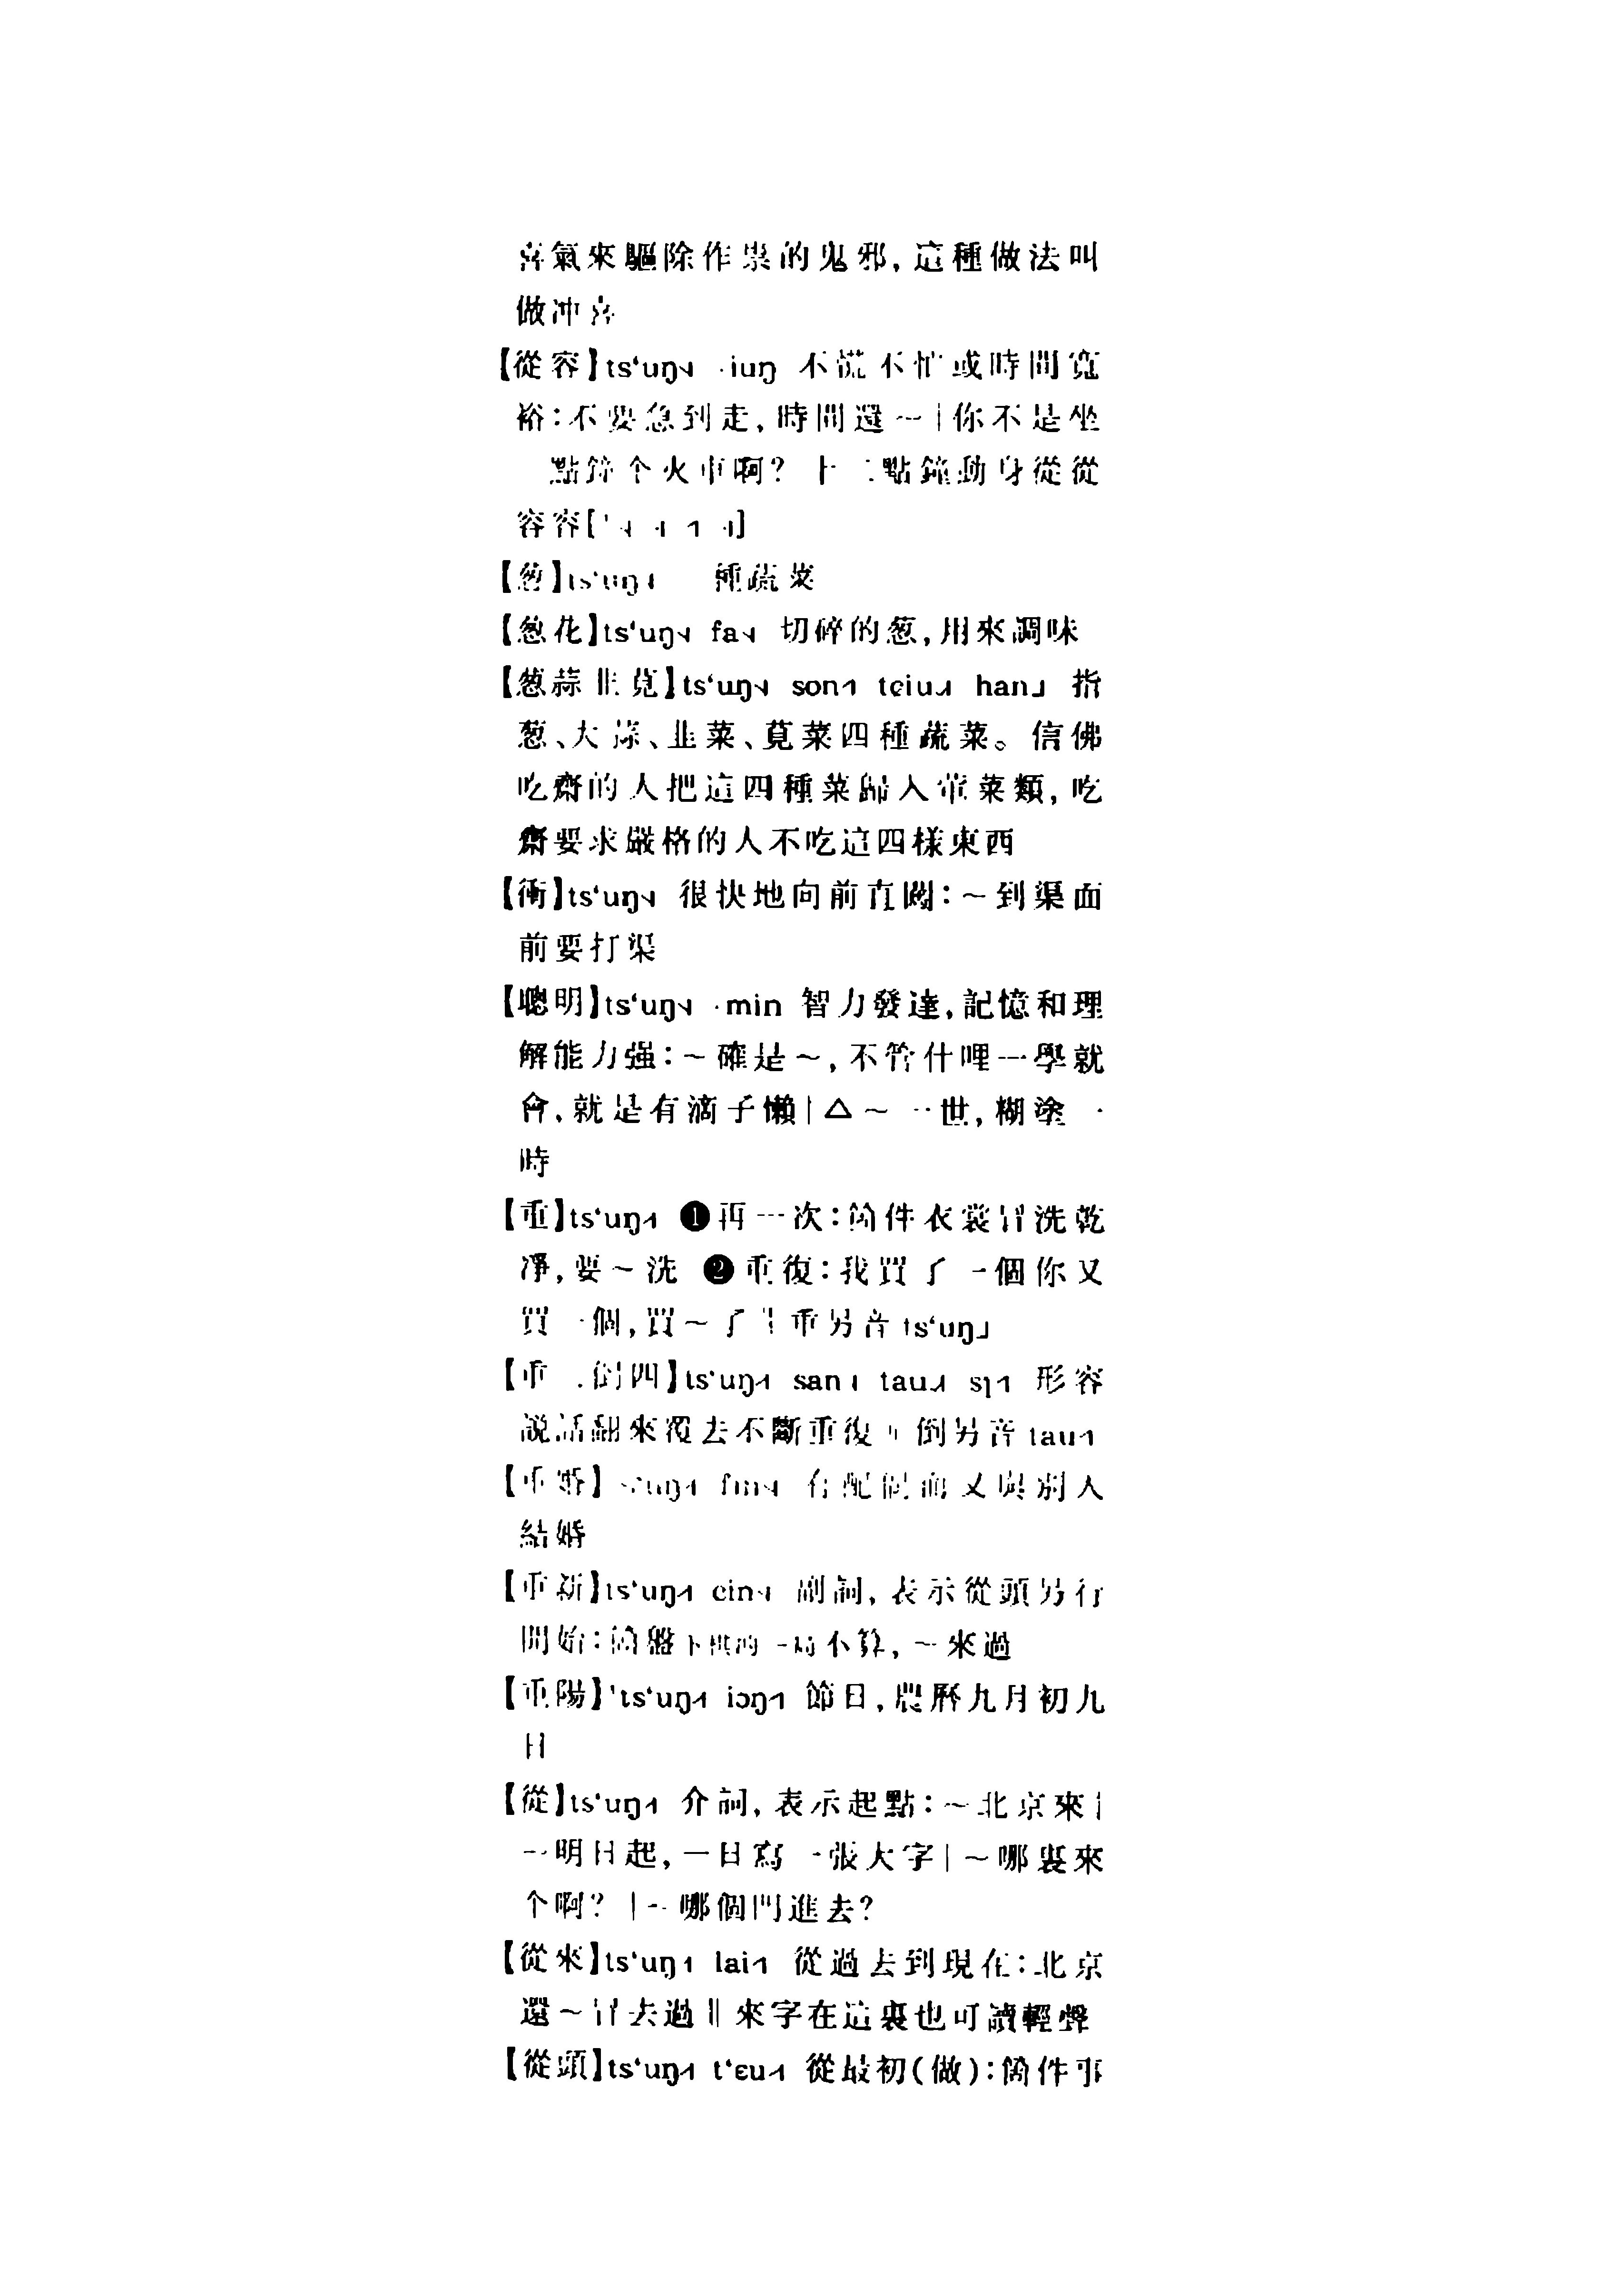 喜氣來驅除作祟的鬼邪,這種做法叫
做冲喜
【從容】ts‘uŋ˧ ·iuŋ 不慌不忙或時間寬
裕:不要急到走,時間還~|你不是坐
點鐘个火車啊? 十二點鐘動身從從
容容
【葱】ts‘uŋ 一種蔬菜
【葱花】ts‘uŋ˧ fa˧ 切碎的葱,用來調味
【葱蒜韭莧】ts‘uŋ˧ son˧ tɕiu˧ han˩ 指
葱、大蒜、韭菜、莧菜四種蔬菜。信佛
吃齋的人把這四種菜歸入葷菜類,吃
齋要求嚴格的人不吃這四樣東西
【衝】ts‘uŋ˧ 很快地向前直闖:~到渠面
前要打渠
【聰明】ts‘uŋ˧ ·min 智力發達,記憶和理
解能力强:~確是~,不管什哩一學就
會,就是有滴子懶|△~一世,糊塗一
時
【重】ts‘uŋ˧ ❶再一次:箇件衣裳冇洗乾
凈,要~洗 ❷重復:我買了一個你又
買一個,買~了‖重另音ts‘uŋ˩
【重三倒四】ts‘uŋ˧ san˧ tau˧ sɿ˧ 形容
説話翻來覆去不斷重復‖倒另音tau˧
【重婚】ts‘uŋ˧ fin˧ 有配偶而又與别人
結婚
【重新】ts‘uŋ˧ ɕin˧ 副詞,表示從頭另行
開始:箇盤下棋 不算,~來過
【重陽】ts‘uŋ˧ iɔŋ˧ 節日,農曆九月初九
日
【從】ts‘uŋ˧ 介詞,表示起點:~北京來|
~明日起,一日寫一張大字|~哪裏來
个啊?|~哪個門進去?
【從來】ts‘uŋ˧ lai˧ 從過去到現在:北京
還~冇去過‖來字在這裏也可讀輕聲
【從頭】ts‘uŋ˧ t‘ɛu˧ 從最初(做):箇件事